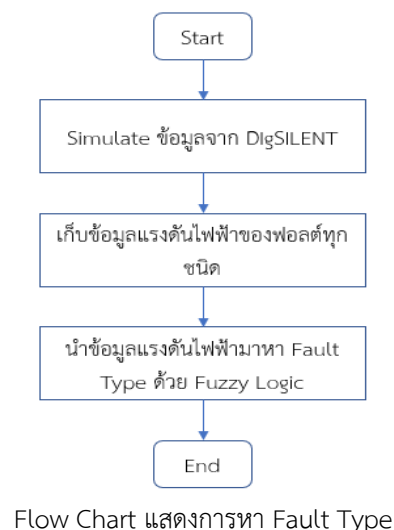 Start
Simulate ข้อมูลจาก DIgSILENT
เก็บข้อมูลแรงดันไฟฟ้าของฟอลต์ทุก
ชนิด
นำข้อมูลแรงดันไฟฟ้ามาหา Fault
Type ด้วย Fuzzy Logic
End
Flow Chart แสดงการหา Fault Type